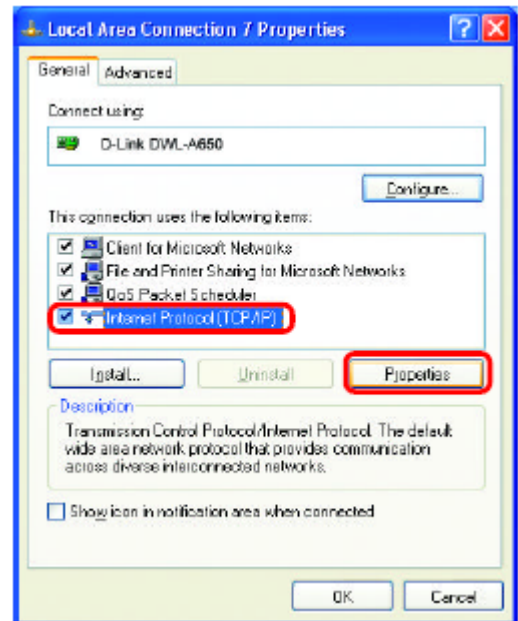 Local Area Connection 7 Properties
General Advanced
Connect using:
D-Link DWL-A650
Configure...
This connection uses the following items:
Client for Microsoft Networks
File and Printer Sharing for Microsoft Networks
QoS Packet Scheduler
Internet Protocol (TCP/IP)
Install... Uninstall Properties
Description
Transmission Control Protocol/Internet Protocol. The default
wide area network protocol that provides communication
across diverse interconnected networks.
Show icon in notification area when connected
OK Cancel